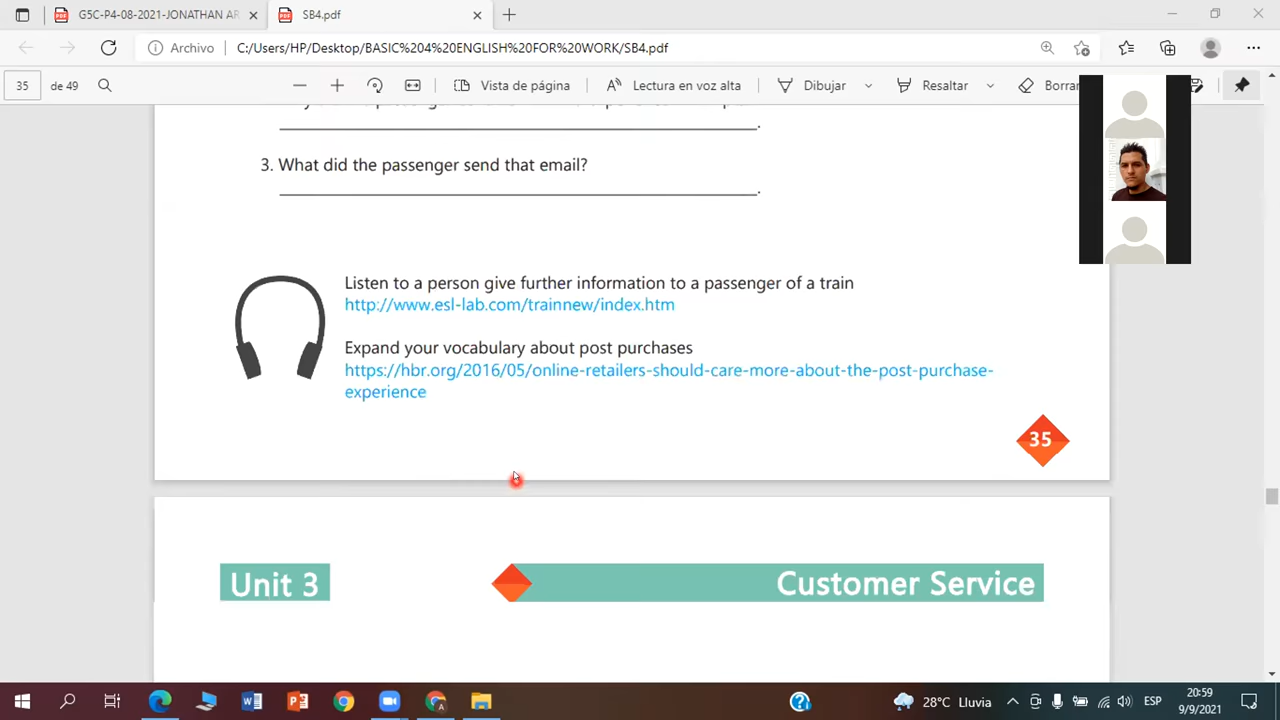 G5C-P4-08-2021-JONATHAN AR
SB4.pdf
Archivo
C:/Users/HP/Desktop/BASIC%204%20ENGLISH%20FOR%20WORK/SB4.pdf
35
de 49
Vista de página
Lectura en voz alta
Dibujar
Resaltar
Borrar
3. What did the passenger send that email?
Listen to a person give further information to a passenger of a train
http://www.esl-lab.com/trainnew/index.htm
Expand your vocabulary about post purchases
https://hbr.org/2016/05/online-retailers-should-care-more-about-the-post-purchase-
experience
35
Unit 3
Customer Service
28°C Lluvia
ESP
20:59
9/9/2021